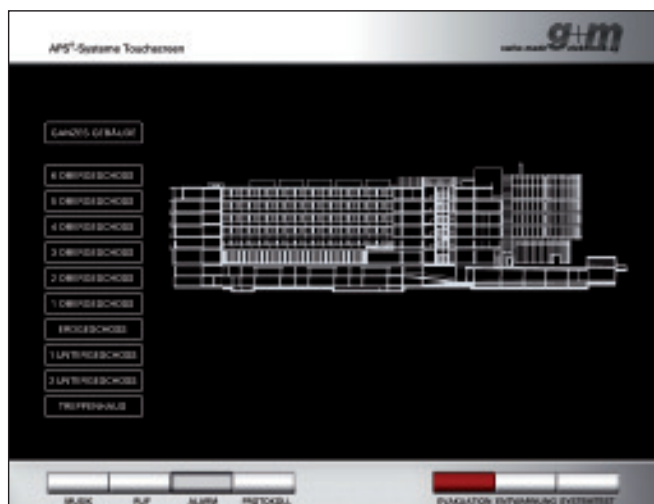 APS®-Systeme Touchscreen
g+m
GANZES GEBÄUDE
6 OBERGESCHOSS
5 OBERGESCHOSS
4 OBERGESCHOSS
3 OBERGESCHOSS
2 OBERGESCHOSS
1 OBERGESCHOSS
ERDGESCHOSS
1 UNTERGESCHOSS
2 UNTERGESCHOSS
TREPPENHAUS
MUSIK RUF ALARM PROTOKOLL EVAKUATION ENTWARNUNG SYSTEMTEST